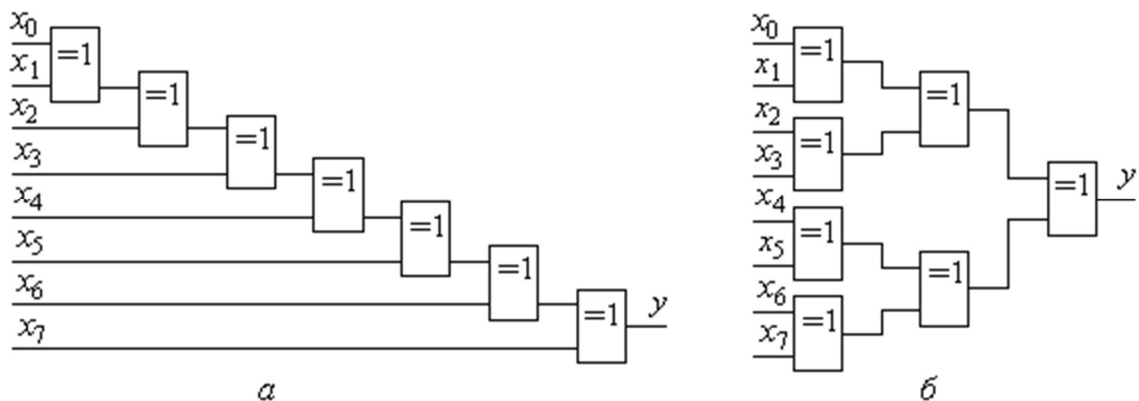 x0
=1
x1
=1
x2
=1
x3
=1
x4
=1
x5
=1
x6
=1
x7
y
а
x0
=1
x1
=1
x2
=1
x3
x4
=1
x5
=1
x6
=1
x7
=1
y
б